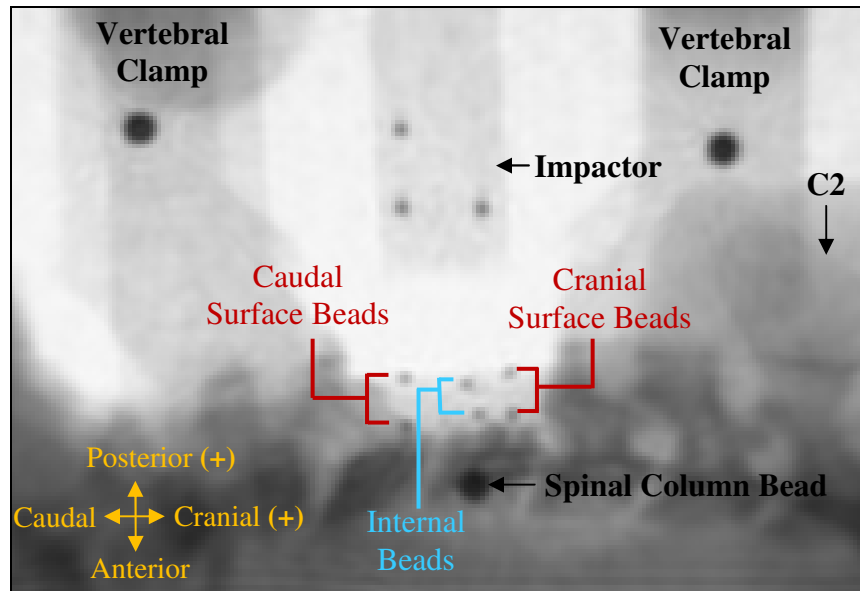 Vertebral
Clamp
Vertebral
Clamp
Impactor
C2
Caudal
Surface Beads
Cranial
Surface Beads
Posterior (+)
Caudal
Cranial (+)
Anterior
Spinal Column Bead
Internal
Beads